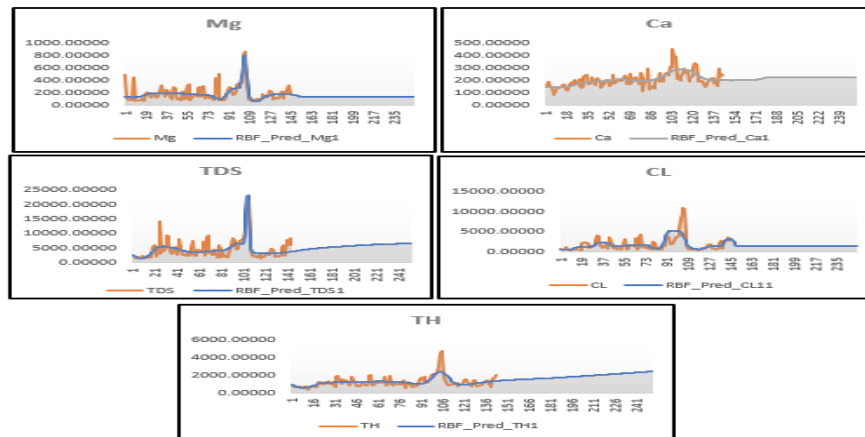 Mg
1000.00000
800.00000
600.00000
400.00000
200.00000
0.00000
1 19 37 55 73 91 109 127 145 163 181 199 217 235
Mg RBF_Pred_Mg1
Ca
500.00000
400.00000
300.00000
200.00000
100.00000
0.00000
1 18 35 52 69 86 103 120 137 154 171 188 205 222 239
Ca RBF_Pred_Ca1
TDS
25000.00000
20000.00000
15000.00000
10000.00000
5000.00000
0.00000
1 21 41 61 81 101 121 141 161 181 201 221 241
TDS RBF_Pred_TDS1
CL
15000.00000
10000.00000
5000.00000
0.00000
1 19 37 55 73 91 109 127 145 163 181 199 217 235
CL RBF_Pred_CL11
TH
6000.00000
4000.00000
2000.00000
0.00000
1 16 31 46 61 76 91 106 121 136 151 166 181 196 211 226 241
TH RBF_Pred_TH1